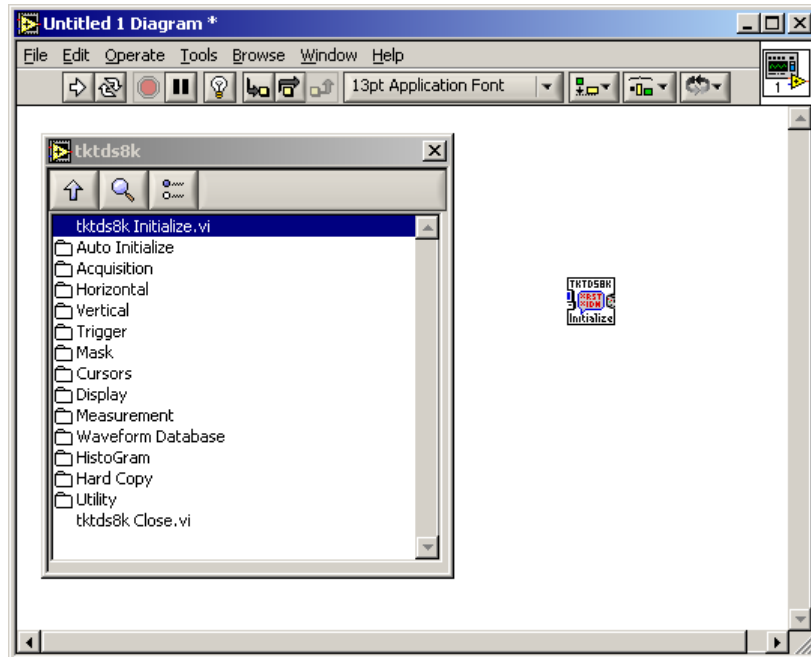 Untitled 1 Diagram *
File Edit Operate Tools Browse Window Help
13pt Application Font
1
tktds8k
tktds8k Initialize.vi
Auto Initialize
Acquisition
Horizontal
Vertical
Trigger
Mask
Cursors
Display
Measurement
Waveform Database
HistoGram
Hard Copy
Utility
tktds8k Close.vi
TKTDS8K
*RST
*IDN
Initialize